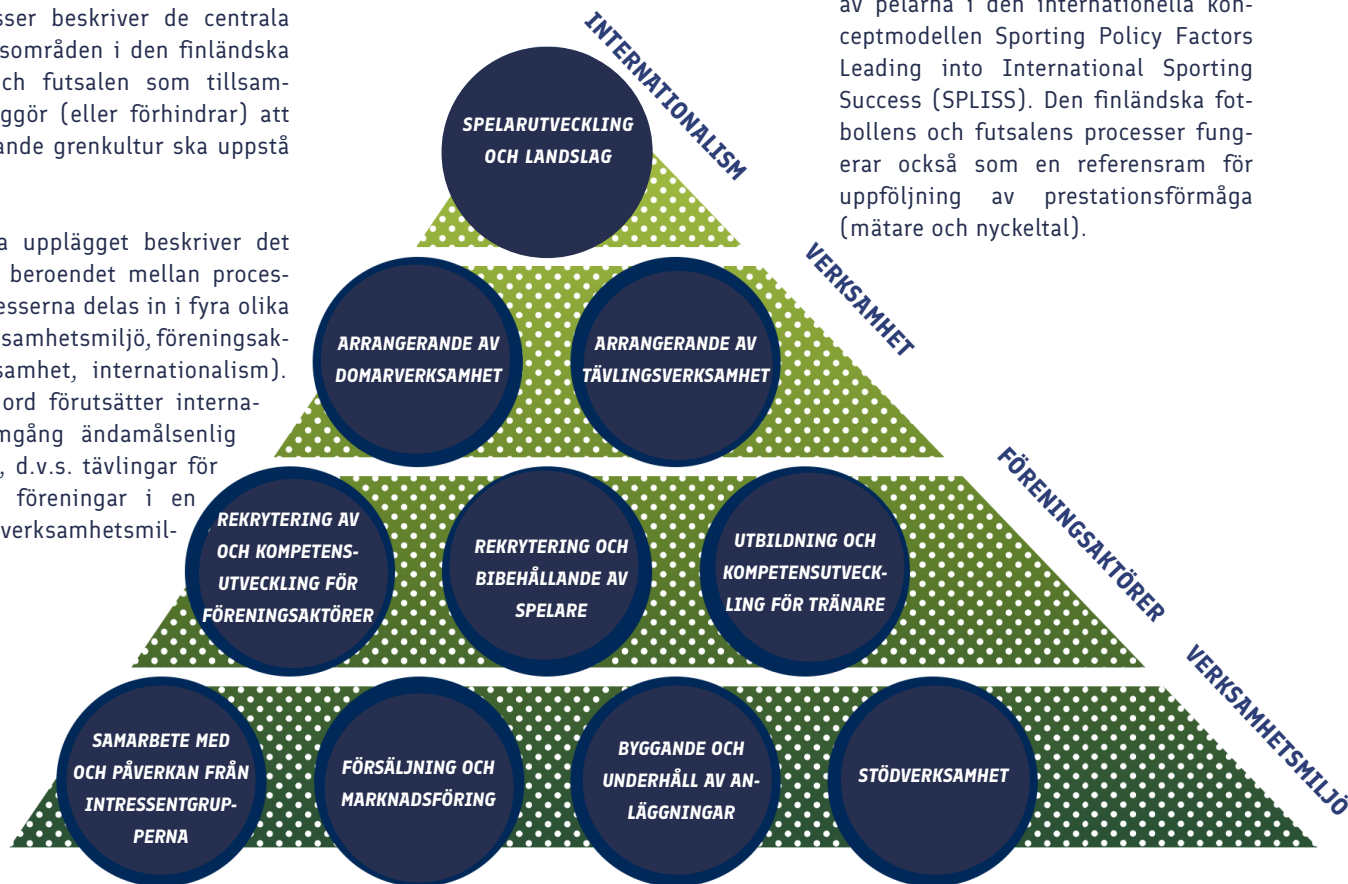 sser beskriver de centrala
sområden i den finländska
ch futsalen som tillsam-
ggör (eller förhindrar) att
ande grenkultur ska uppstå
a upplägget beskriver det
beroendet mellan proces-
esserna delas in i fyra olika
samhetsmiljö, föreningsak-
samhet, internationalism).
ord förutsätter interna-
mgång ändamålsenlig
, d.v.s. tävlingar för
föreningar i en
verksamhetsmil-
av pelarna i den internationella kon-
ceptmodellen Sporting Policy Factors
Leading into International Sporting
Success (SPLISS). Den finländska fot-
bollens och futsalens processer fung-
erar också som en referensram för
uppföljning av prestationsförmåga
(mätare och nyckeltal).
INTERNATIONALISM
SPELARUTVECKLING
OCH LANDSLAG
VERKSAMHET
ARRANGERANDE AV
DOMARVERKSAMHET
ARRANGERANDE AV
TÄVLINGSVERKSAMHET
FÖRENINGSAKTÖRER
REKRYTERING AV
OCH KOMPETENS-
UTVECKLING FÖR
FÖRENINGSAKTÖRER
REKRYTERING OCH
BIBEHÅLLANDE AV
SPELARE
UTBILDNING OCH
KOMPETENSUTVECK-
LING FÖR TRÄNARE
VERKSAMHETSMILJÖ
SAMARBETE MED
OCH PÅVERKAN FRÅN
INTRESSENTGRUP-
PERNA
FÖRSÄLJNING OCH
MARKNADSFÖRING
BYGGANDE OCH
UNDERHÅLL AV AN-
LÄGGNINGAR
STÖDVERKSAMHET